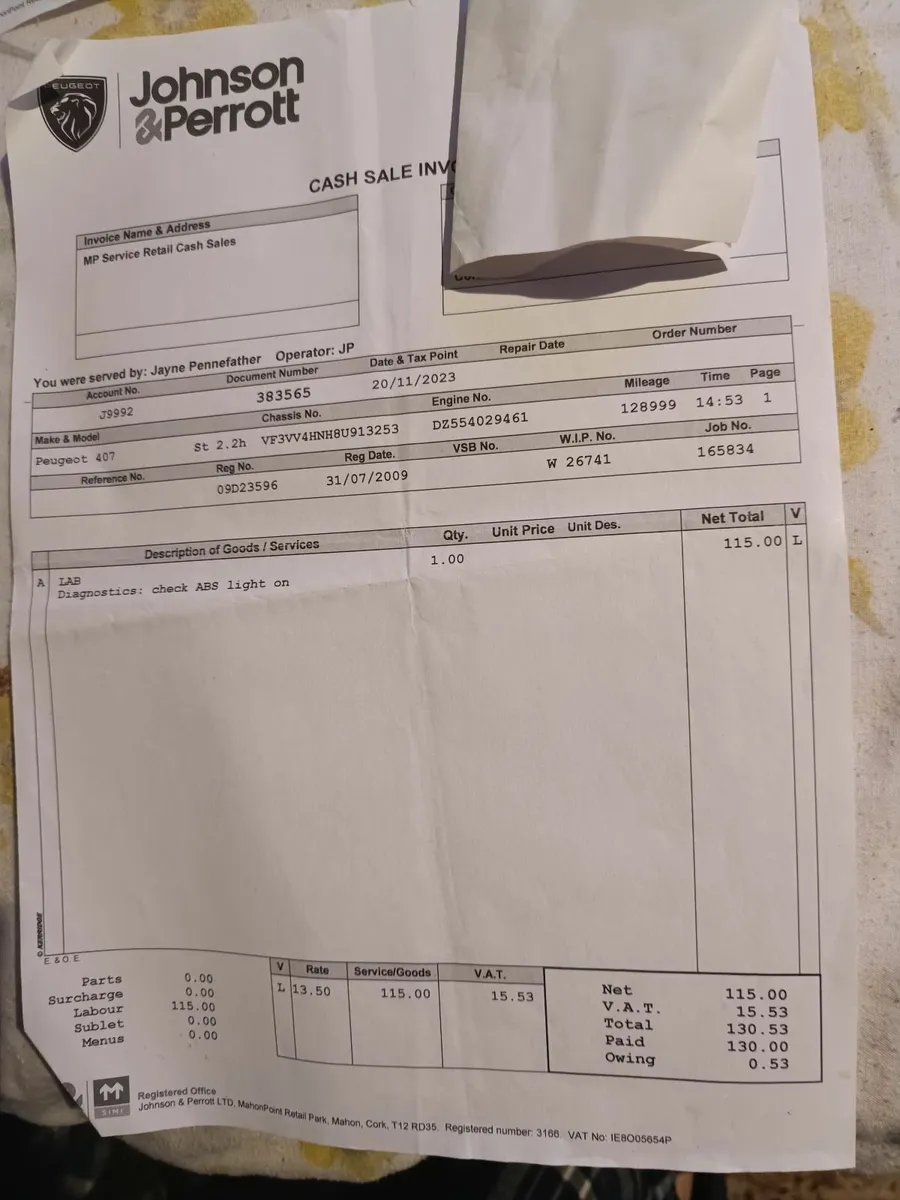 PEUGEOT
Johnson
&Perrott
CASH SALE
Invoice Name & Address
MP Service Retail Cash Sales
You were served by: Jayne Pennefather Operator: JP
Account No. Document Number Date & Tax Point Repair Date Order Number
J9992 383565 20/11/2023
Make & Model Chassis No. Engine No. Mileage Time Page
Peugeot 407 St 2.2h VF3VV4HNH8U913253 DZ554029461 128999 14:53 1
Reference No. Reg No. Reg Date. VSB No. W.I.P. No. Job No.
09D23596 31/07/2009 W 26741 165834
Description of Goods / Services Qty. Unit Price Unit Des. Net Total V
A LAB 1.00 115.00 L
Diagnostics: check ABS light on
© KERRIDGE
E. & O. E
Parts 0.00
Surcharge 0.00
Labour 115.00
Sublet 0.00
Menus 0.00
V Rate Service/Goods V.A.T.
L 13.50 115.00 15.53
Net 115.00
V.A.T. 15.53
Total 130.53
Paid 130.00
Owing 0.53
SIMI
Registered Office
Johnson & Perrott LTD, MahonPoint Retail Park, Mahon, Cork, T12 RD35. Registered number: 3166. VAT No: IE8O05654P